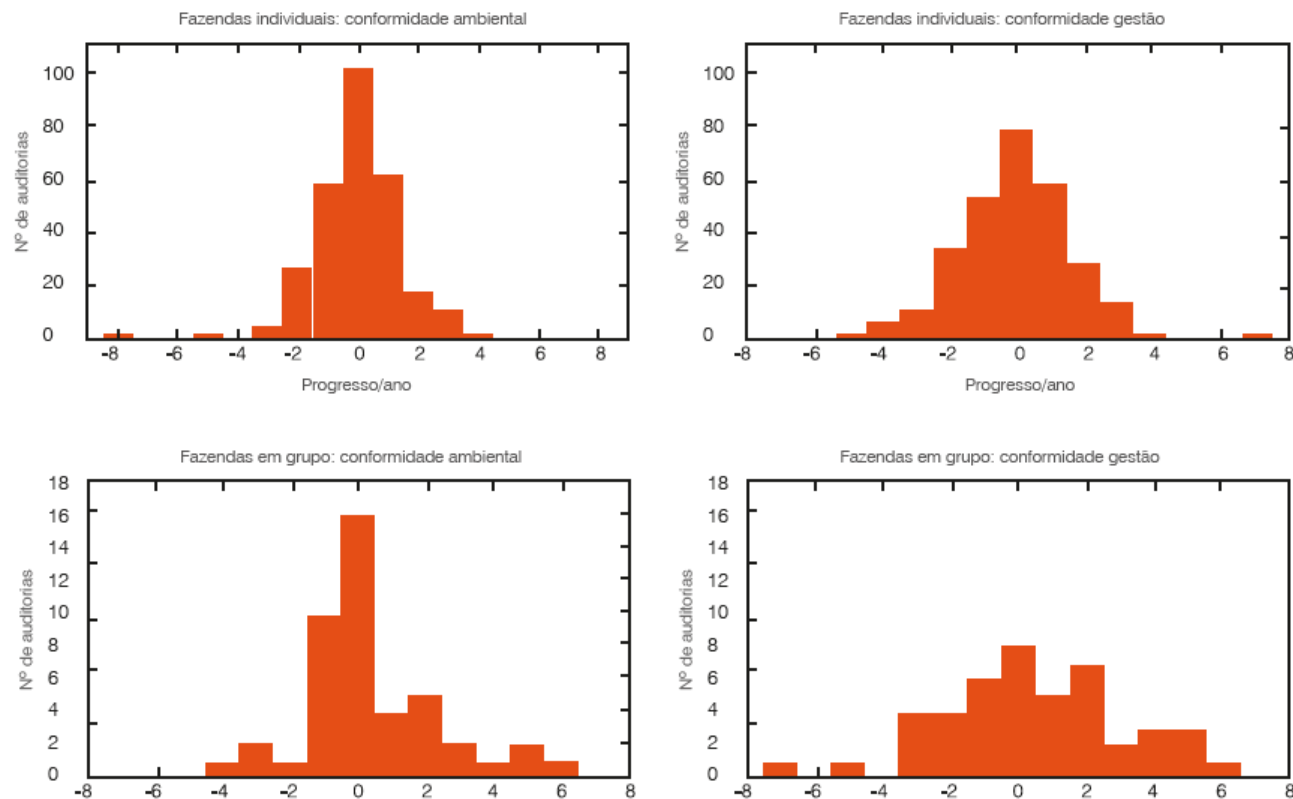 Fazendas individuais: conformidade ambiental
Nº de auditorias
100
80
60
40
20
0
-8 -6 -4 -2 0 2 4 6 8
Progresso/ano
Fazendas individuais: conformidade gestão
Nº de auditorias
100
80
60
40
20
0
-8 -6 -4 -2 0 2 4 6 8
Progresso/ano
Fazendas em grupo: conformidade ambiental
Nº de auditorias
18
16
14
12
10
8
6
4
2
0
-8 -6 -4 -2 0 2 4 6 8
Fazendas em grupo: conformidade gestão
Nº de auditorias
18
16
14
12
10
8
6
4
2
0
-8 -6 -4 -2 0 2 4 6 8